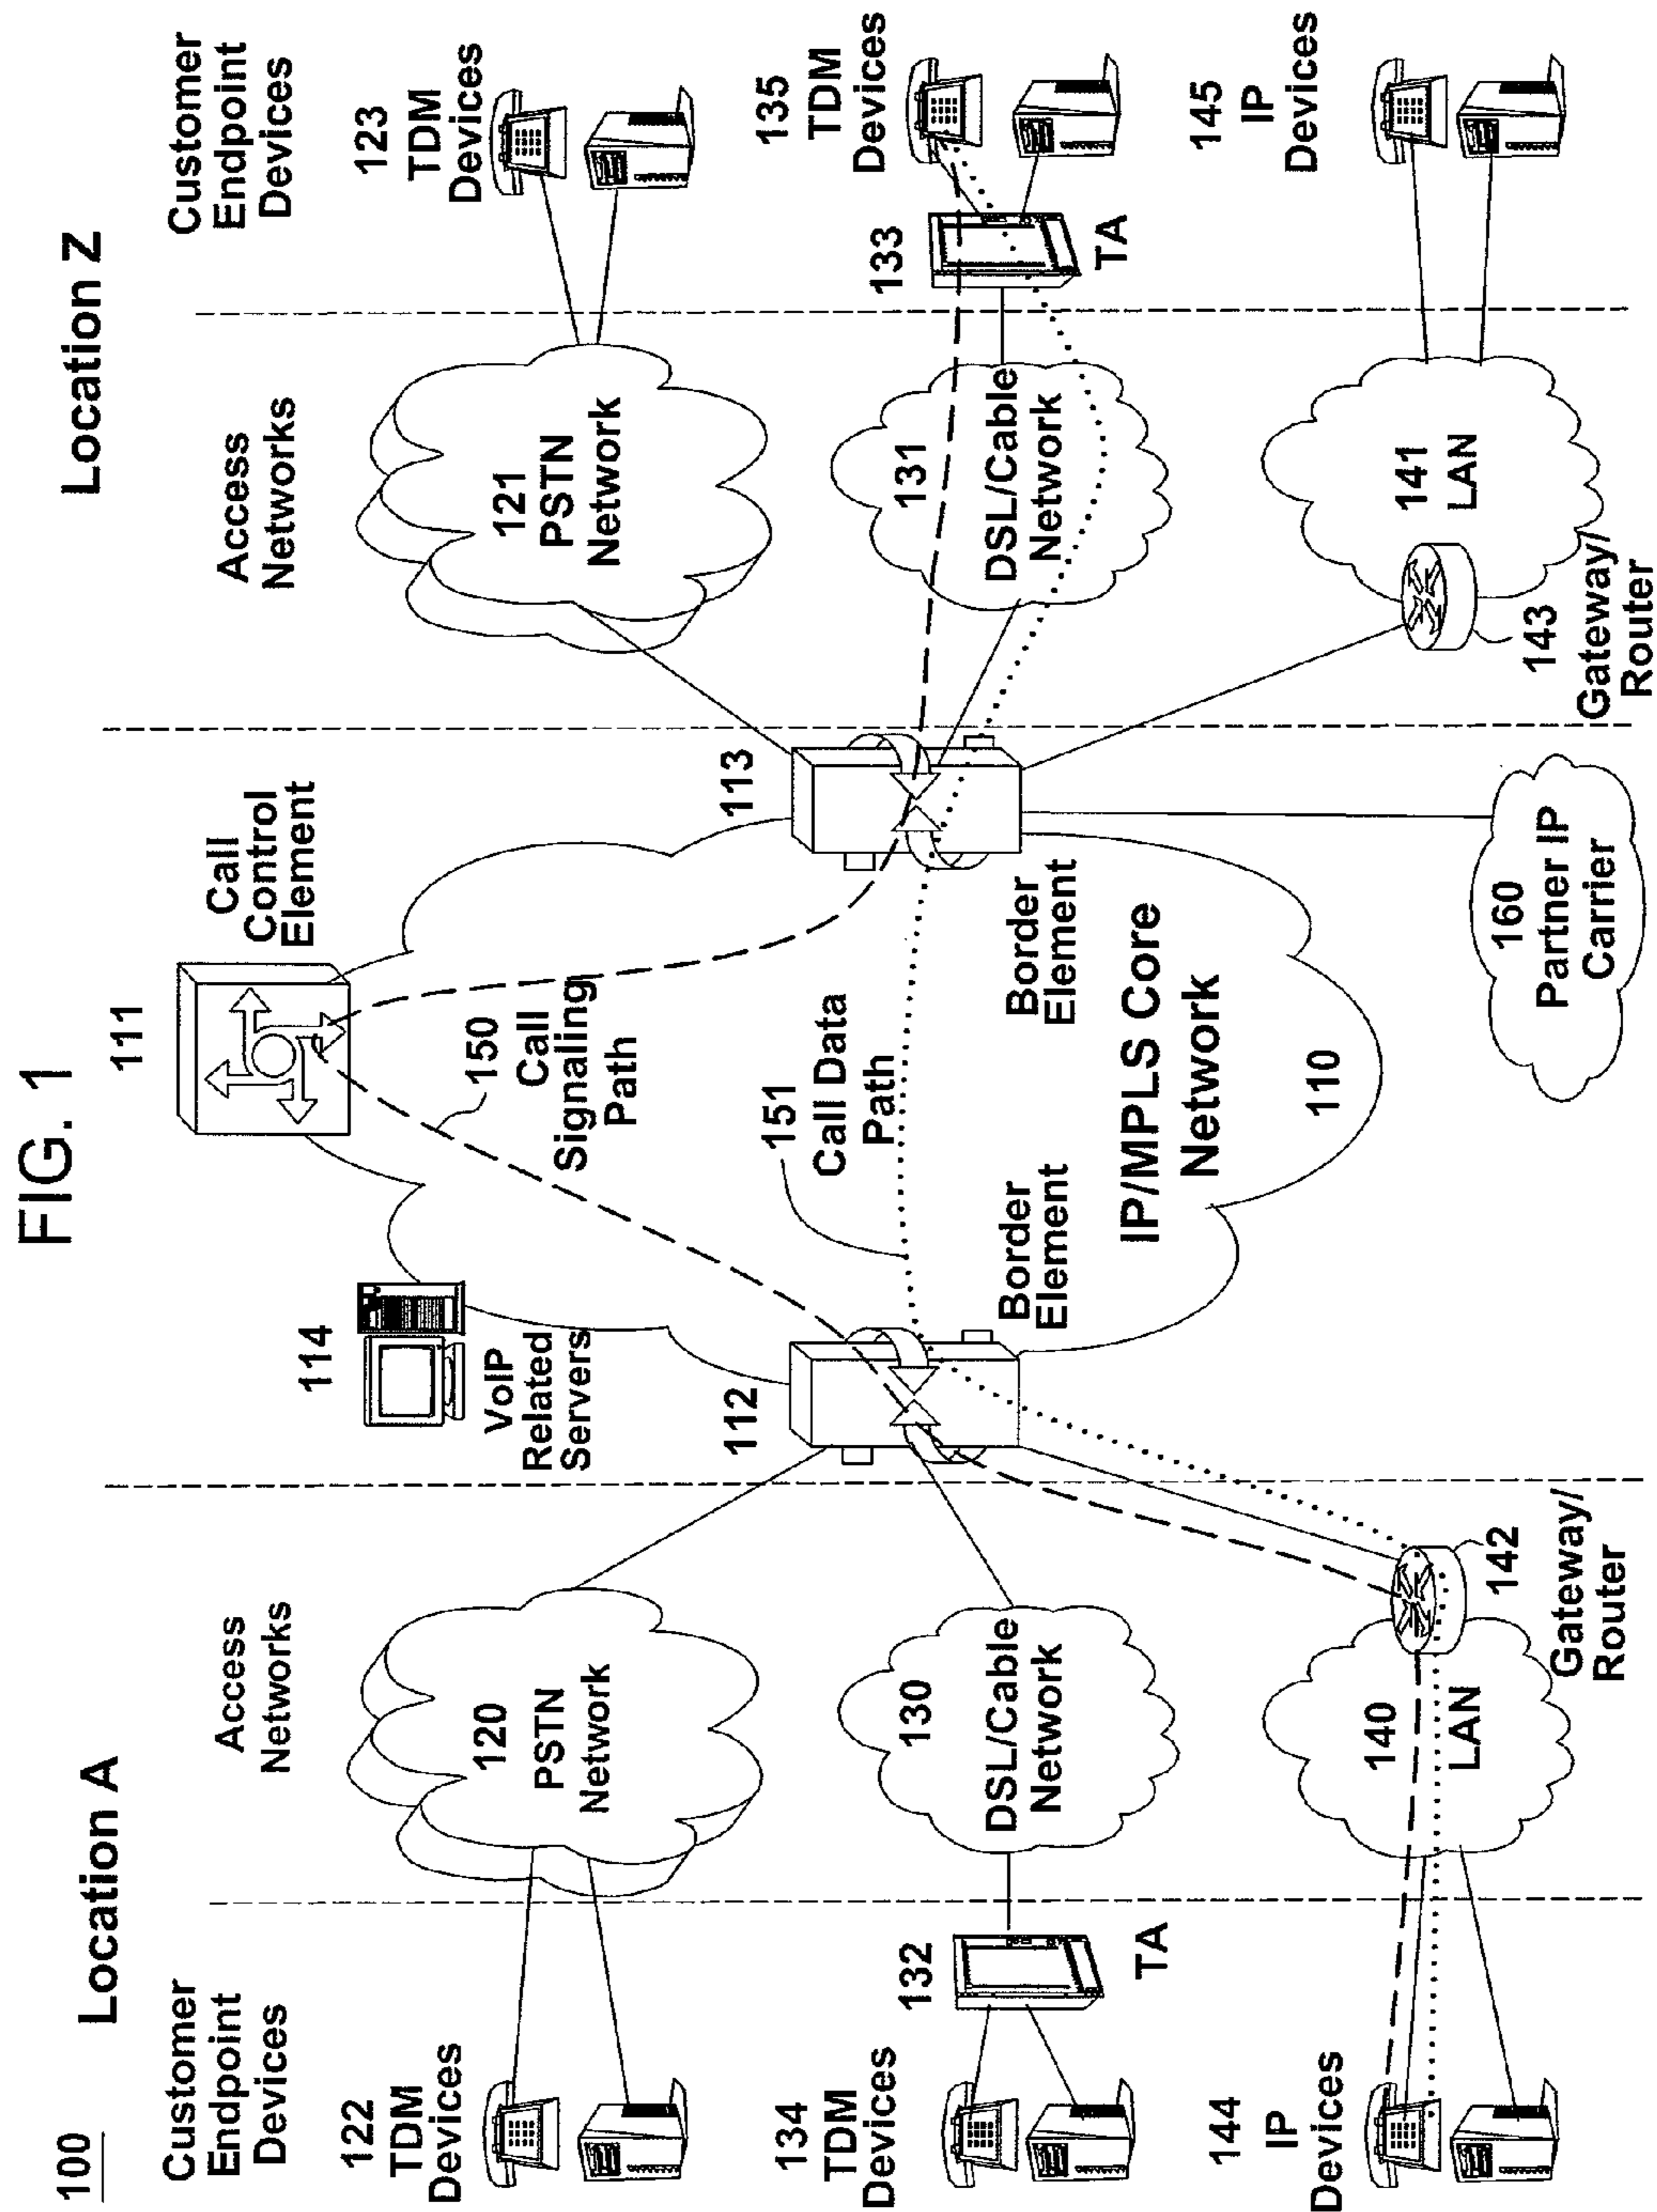 FIG. 1
100
Location A
Location Z
Customer
Endpoint
Devices
Access
Networks
114
VoIP
Related
Servers
111
Call
Control
Element
Access
Networks
Customer
Endpoint
Devices
122
TDM
Devices
120
PSTN
Network
150
Call
Signaling
Path
121
PSTN
Network
123
TDM
Devices
134
TDM
Devices
132
TA
130
DSL/Cable
Network
112
Border
Element
151
Call Data
Path
113
Border
Element
131
DSL/Cable
Network
133
TA
135
TDM
Devices
144
IP
Devices
140
LAN
142
Gateway/
Router
IP/MPLS Core
Network
110
160
Partner IP
Carrier
143
Gateway/
Router
141
LAN
145
IP
Devices